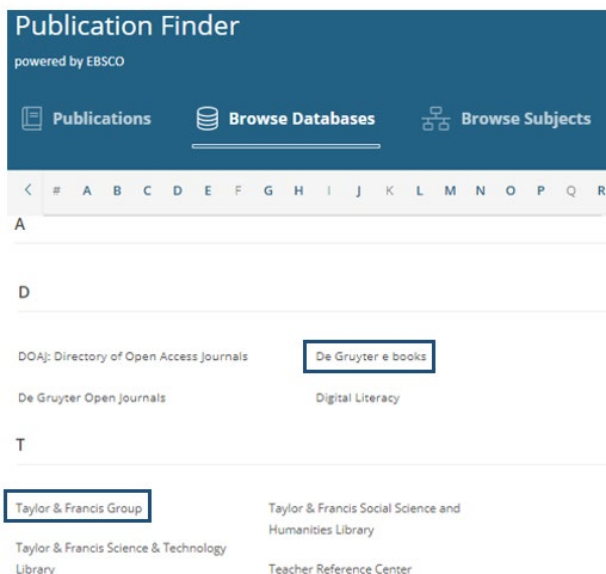 Publication Finder
powered by EBSCO
Publications Browse Databases Browse Subjects
< # A B C D E F G H I J K L M N O P Q R
A
D
DOAJ: Directory of Open Access Journals De Gruyter e books
De Gruyter Open Journals Digital Literacy
T
Taylor & Francis Group Taylor & Francis Social Science and
Humanities Library
Taylor & Francis Science & Technology
Library Teacher Reference Center